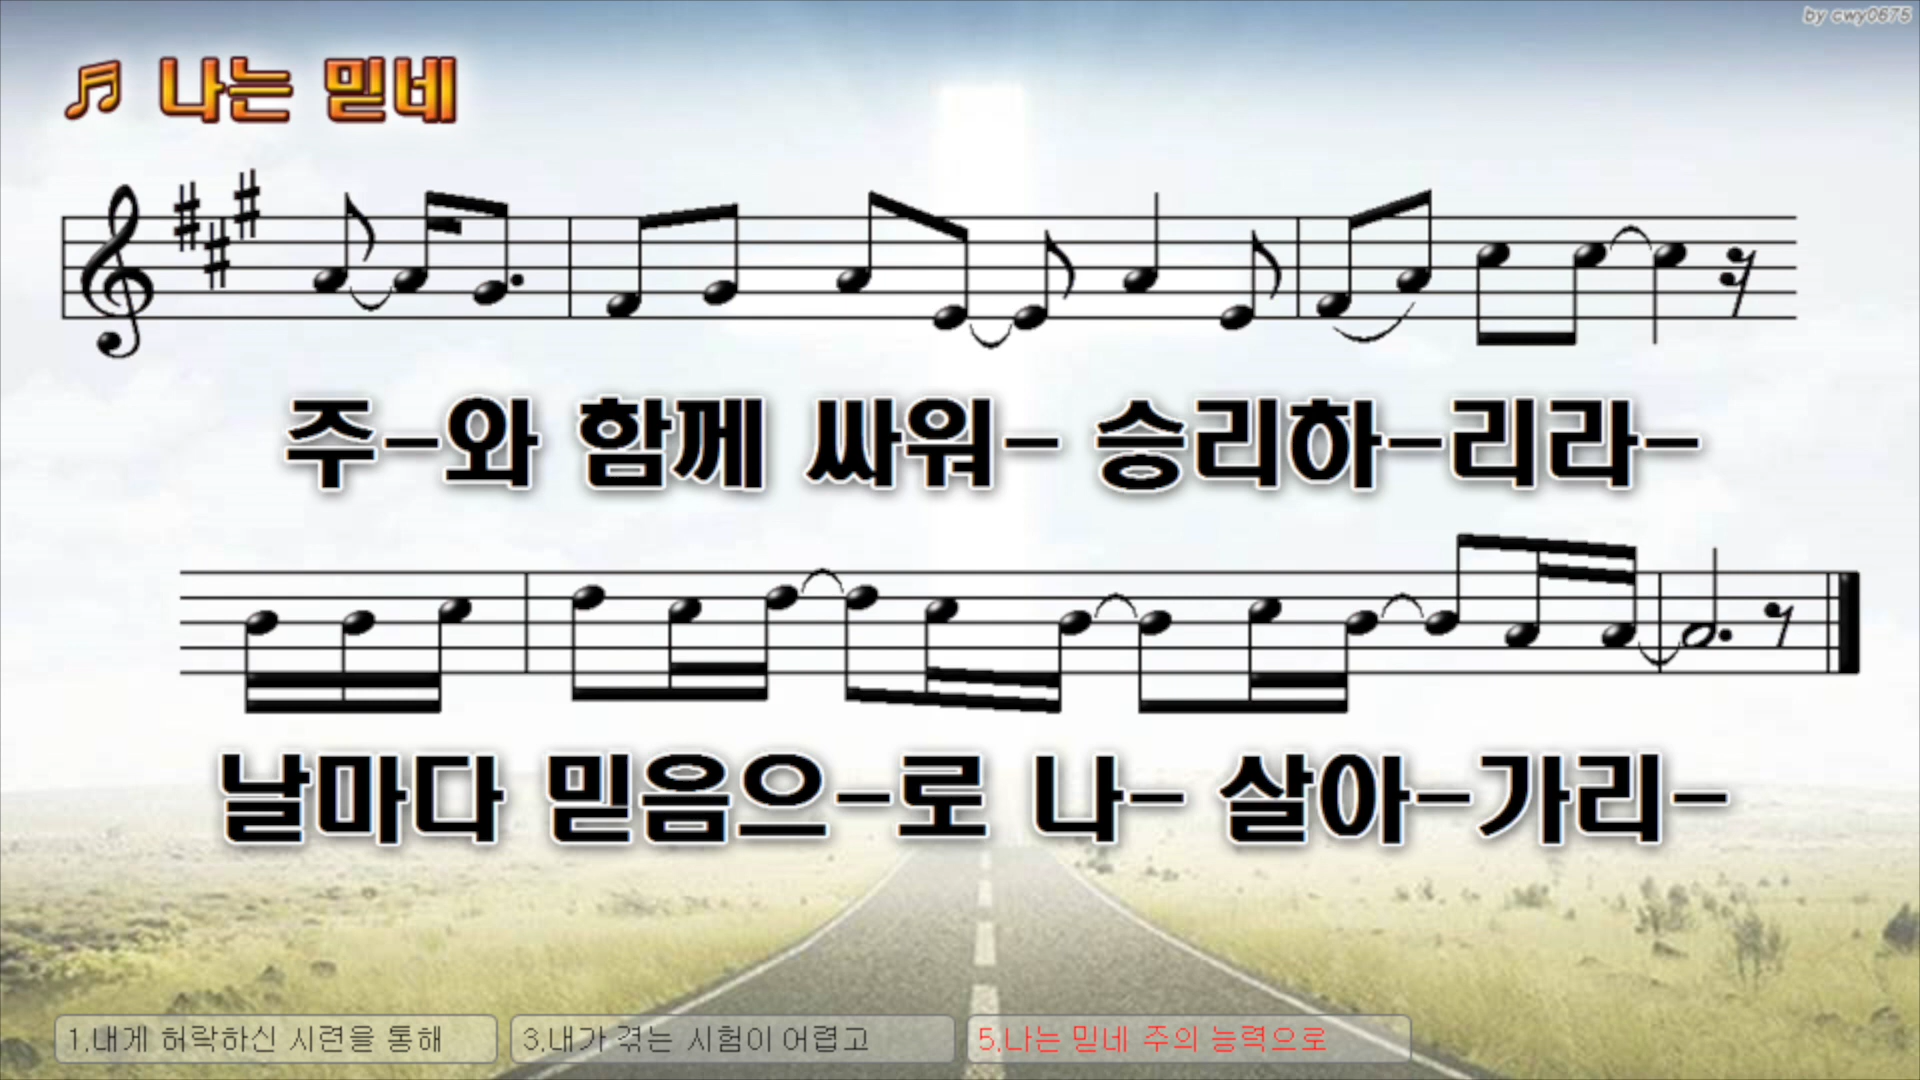 by cwy0675
나는 믿네
주-와 함께 싸워- 승리하-리라-
날마다 믿음으-로 나- 살아-가리-
1.내게 허락하신 시련을 통해
3.내가 겪는 시험이 어렵고
5.나는 믿네 주의 능력으로